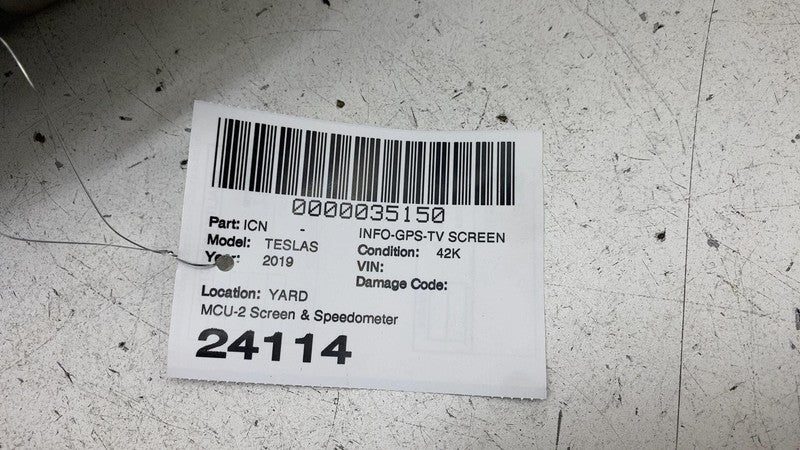 0000035150
Part: ICN - INFO-GPS-TV SCREEN
Model: TESLAS Condition: 42K
Year: 2019 VIN:
Damage Code:
Location: YARD
MCU-2 Screen & Speedometer
24114